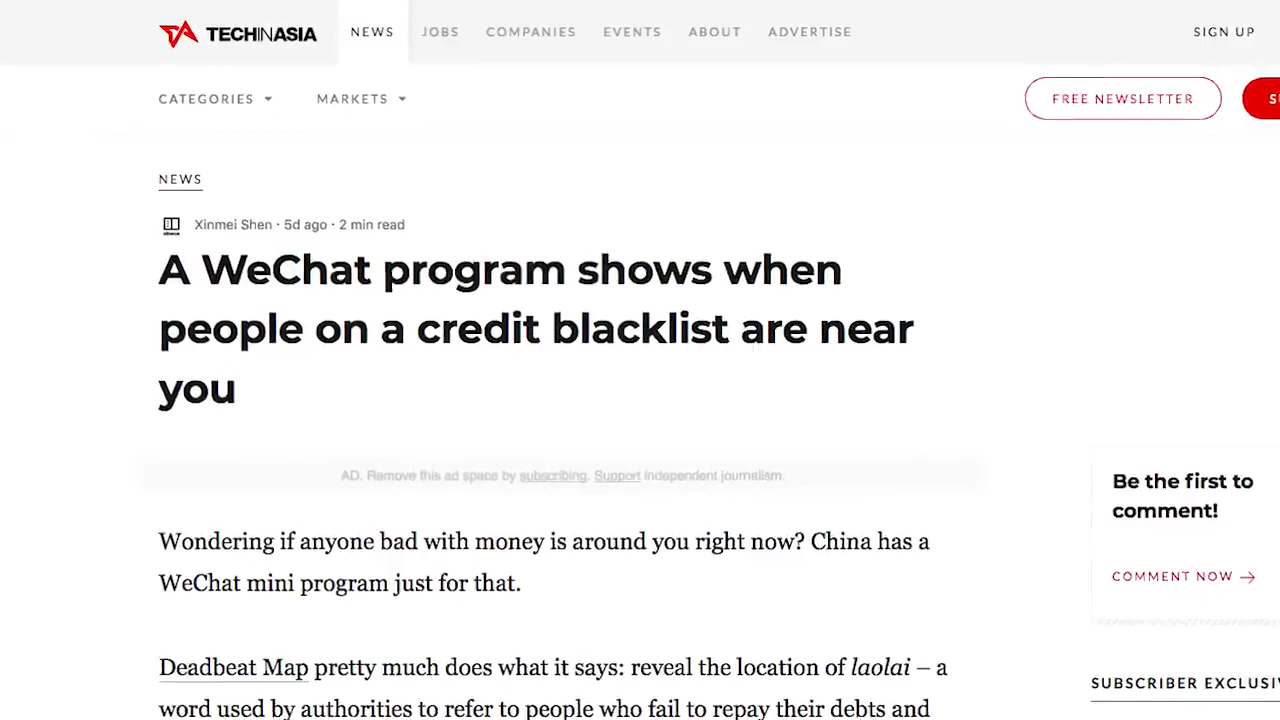 TECHINASIA NEWS JOBS COMPANIES EVENTS ABOUT ADVERTISE SIGN UP
CATEGORIES MARKETS FREE NEWSLETTER
NEWS
Xinmei Shen · 5d ago · 2 min read
A WeChat program shows when
people on a credit blacklist are near
you
AD. Remove this ad space by subscribing. Support independent journalism.
Wondering if anyone bad with money is around you right now? China has a
WeChat mini program just for that.
Deadbeat Map pretty much does what it says: reveal the location of laolai – a
word used by authorities to refer to people who fail to repay their debts and
Be the first to
comment!
COMMENT NOW →
SUBSCRIBER